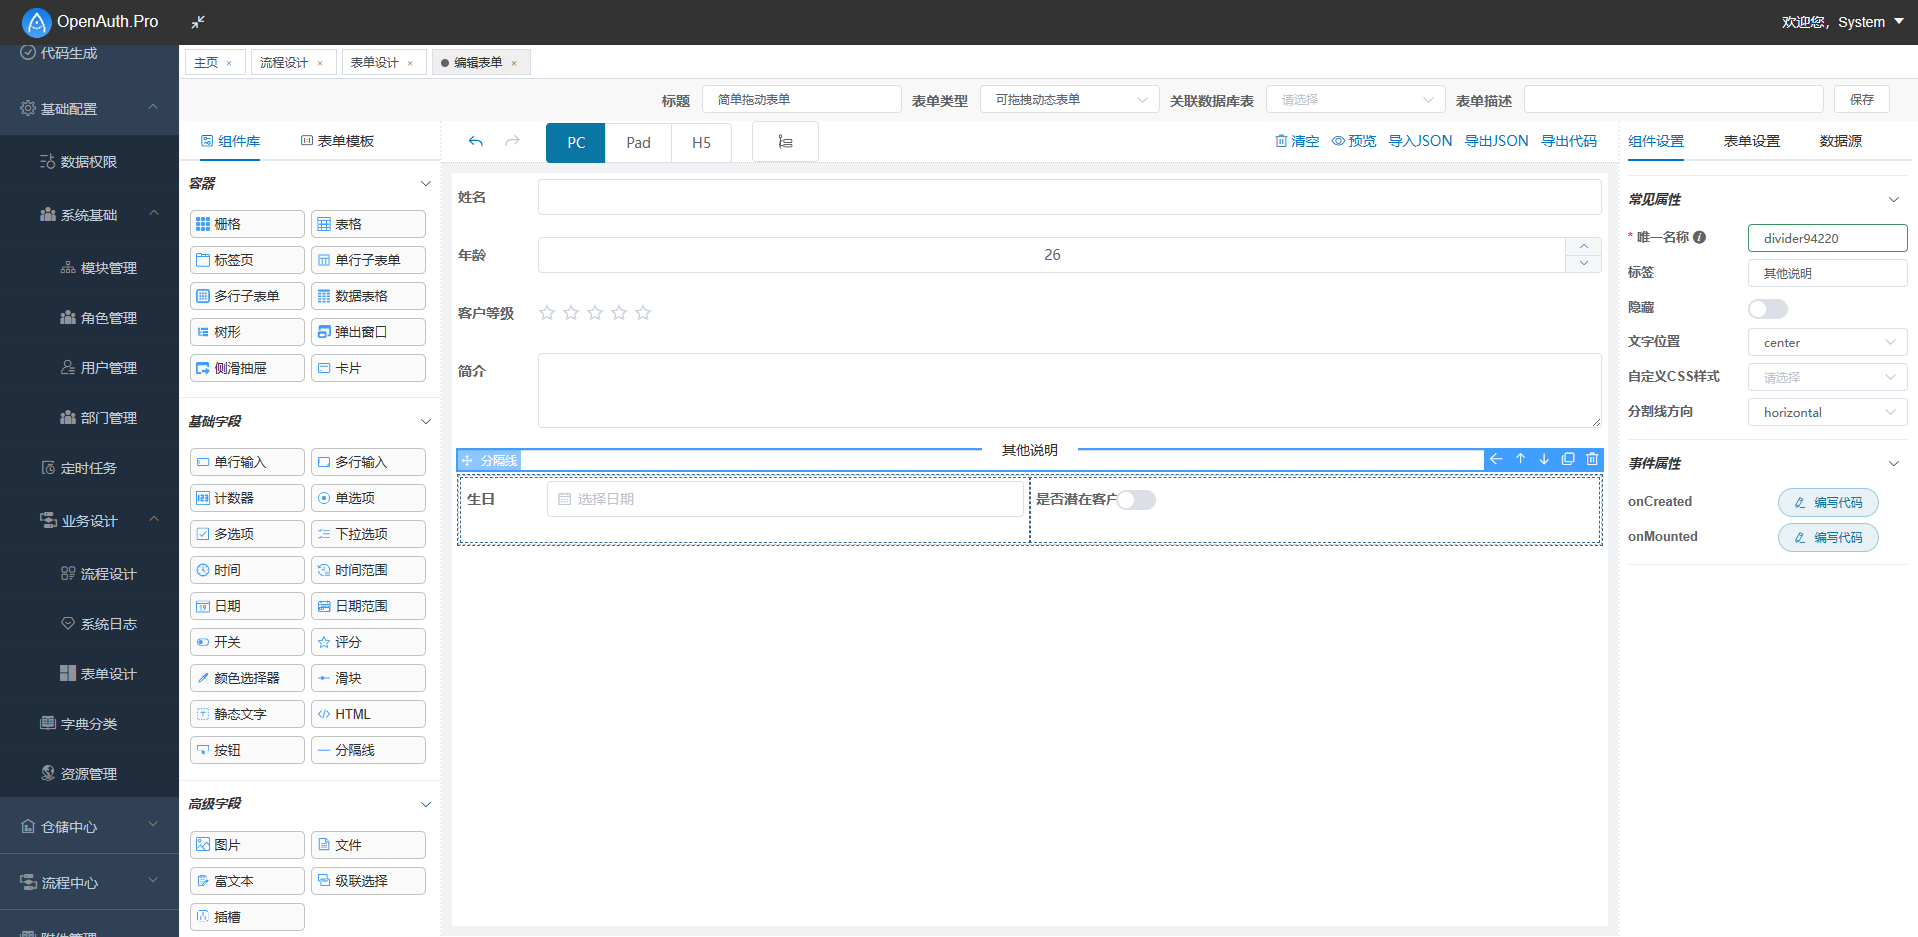 OpenAuth.Pro
欢迎您，System
代码生成
基础配置
数据权限
系统基础
模块管理
角色管理
用户管理
部门管理
定时任务
业务设计
流程设计
系统日志
表单设计
字典分类
资源管理
仓储中心
流程中心
附件管理
主页 × 流程设计 × 表单设计 × 编辑表单 ×
标题 简单拖动表单 表单类型 可拖拽动态表单 关联数据库表 请选择 表单描述 保存
组件库 表单模板
容器
栅格 表格
标签页 单行子表单
多行子表单 数据表格
树形 弹出窗口
侧滑抽屉 卡片
基础字段
单行输入 多行输入
计数器 单选项
多选项 下拉选项
时间 时间范围
日期 日期范围
开关 评分
颜色选择器 滑块
静态文字 HTML
按钮 分隔线
高级字段
图片 文件
富文本 级联选择
插槽
PC Pad H5
清空 预览 导入JSON 导出JSON 导出代码
姓名
年龄 26
客户等级
简介
其他说明
分隔线
生日 选择日期 是否潜在客户
组件设置 表单设置 数据源
常见属性
* 唯一名称 divider94220
标签 其他说明
隐藏
文字位置 center
自定义CSS样式 请选择
分割线方向 horizontal
事件属性
onCreated 编写代码
onMounted 编写代码